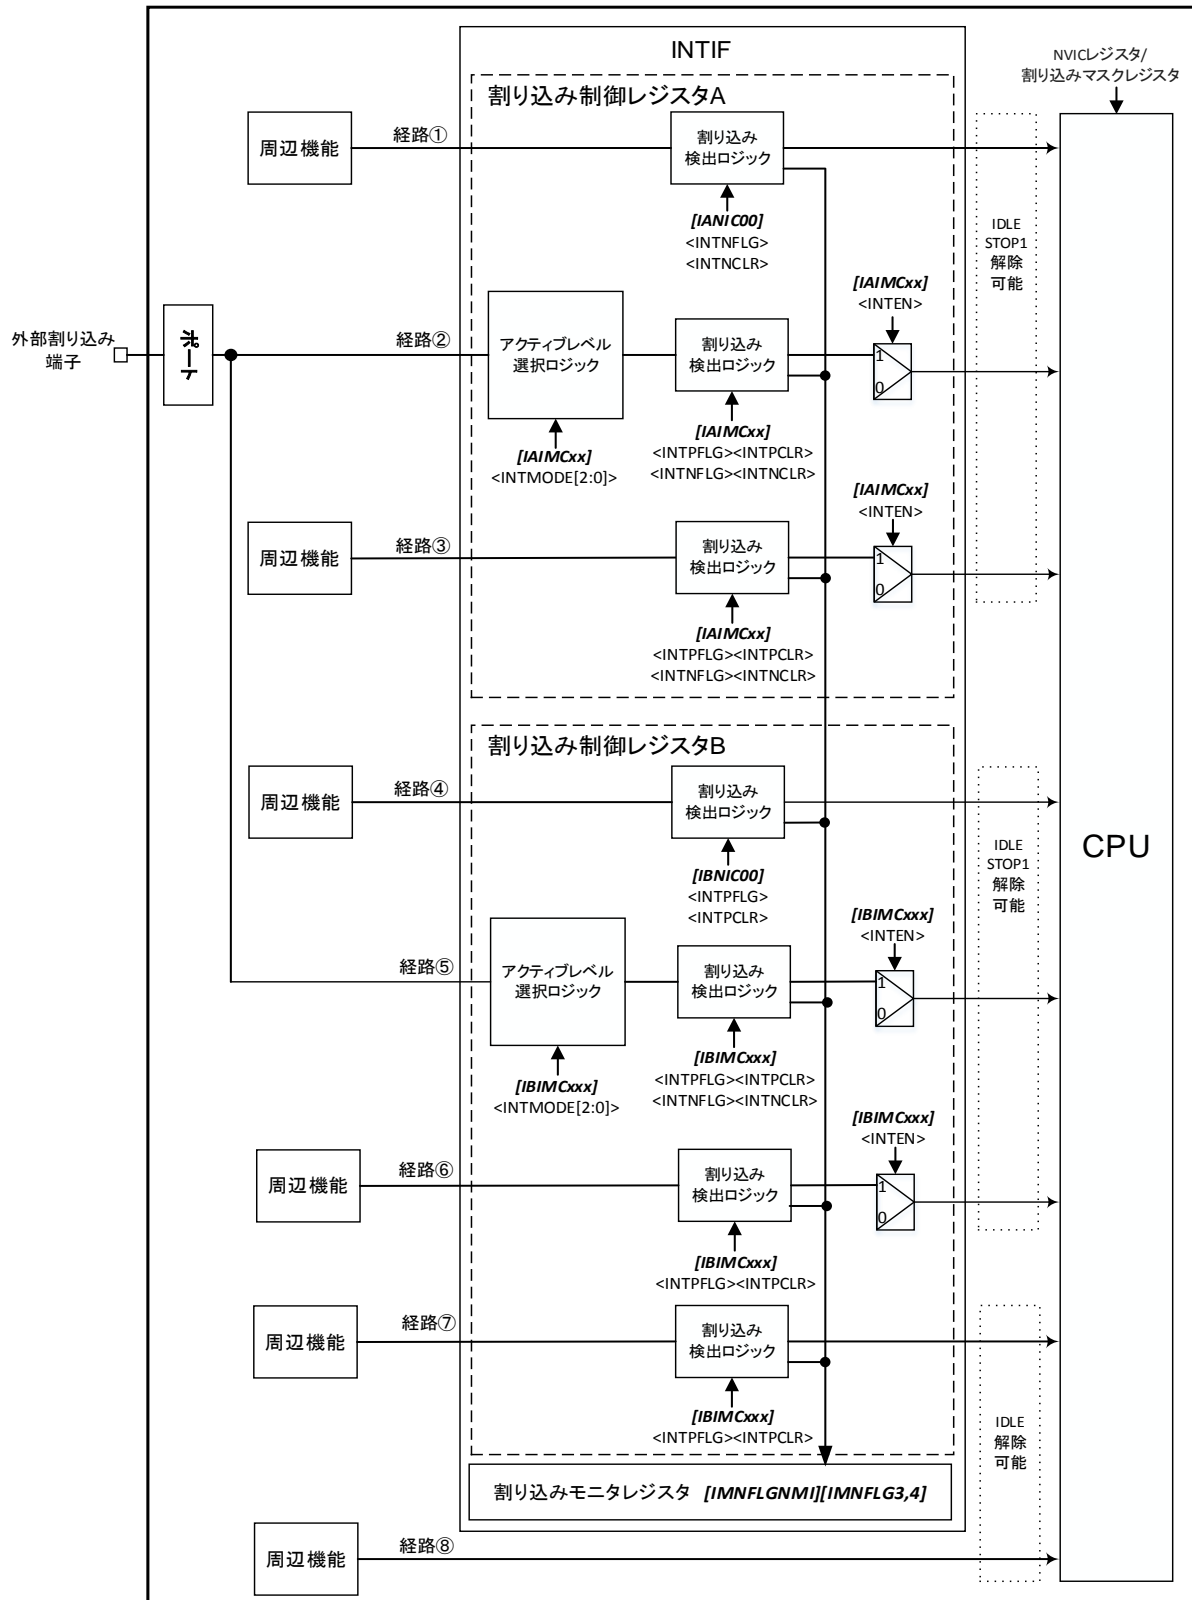 INTIF
NVICレジスタ/
割り込みマスクレジスタ
割り込み制御レジスタA
周辺機能
経路①
割り込み
検出ロジック
[IANIC00]
<INTNFLG>
<INTNCLR>
IDLE
STOP1
解除
可能
外部割り込み
端子
ポート
経路②
アクティブレベル
選択ロジック
[IAIMCxx]
<INTMODE[2:0]>
割り込み
検出ロジック
[IAIMCxx]
<INTPFLG><INTPCLR>
<INTNFLG><INTNCLR>
[IAIMCxx]
<INTEN>
1
0
周辺機能
経路③
割り込み
検出ロジック
[IAIMCxx]
<INTPFLG><INTPCLR>
<INTNFLG><INTNCLR>
[IAIMCxx]
<INTEN>
1
0
割り込み制御レジスタB
周辺機能
経路④
割り込み
検出ロジック
[IBNIC00]
<INTPFLG>
<INTPCLR>
IDLE
STOP1
解除
可能
CPU
経路⑤
アクティブレベル
選択ロジック
[IBIMCxxx]
<INTMODE[2:0]>
割り込み
検出ロジック
[IBIMCxxx]
<INTPFLG><INTPCLR>
<INTNFLG><INTNCLR>
[IBIMCxxx]
<INTEN>
1
0
周辺機能
経路⑥
割り込み
検出ロジック
[IBIMCxxx]
<INTPFLG><INTPCLR>
[IBIMCxxx]
<INTEN>
1
0
周辺機能
経路⑦
割り込み
検出ロジック
[IBIMCxxx]
<INTPFLG><INTPCLR>
IDLE
解除
可能
割り込みモニタレジスタ [IMNFLGNMI][IMNFLG3,4]
周辺機能
経路⑧